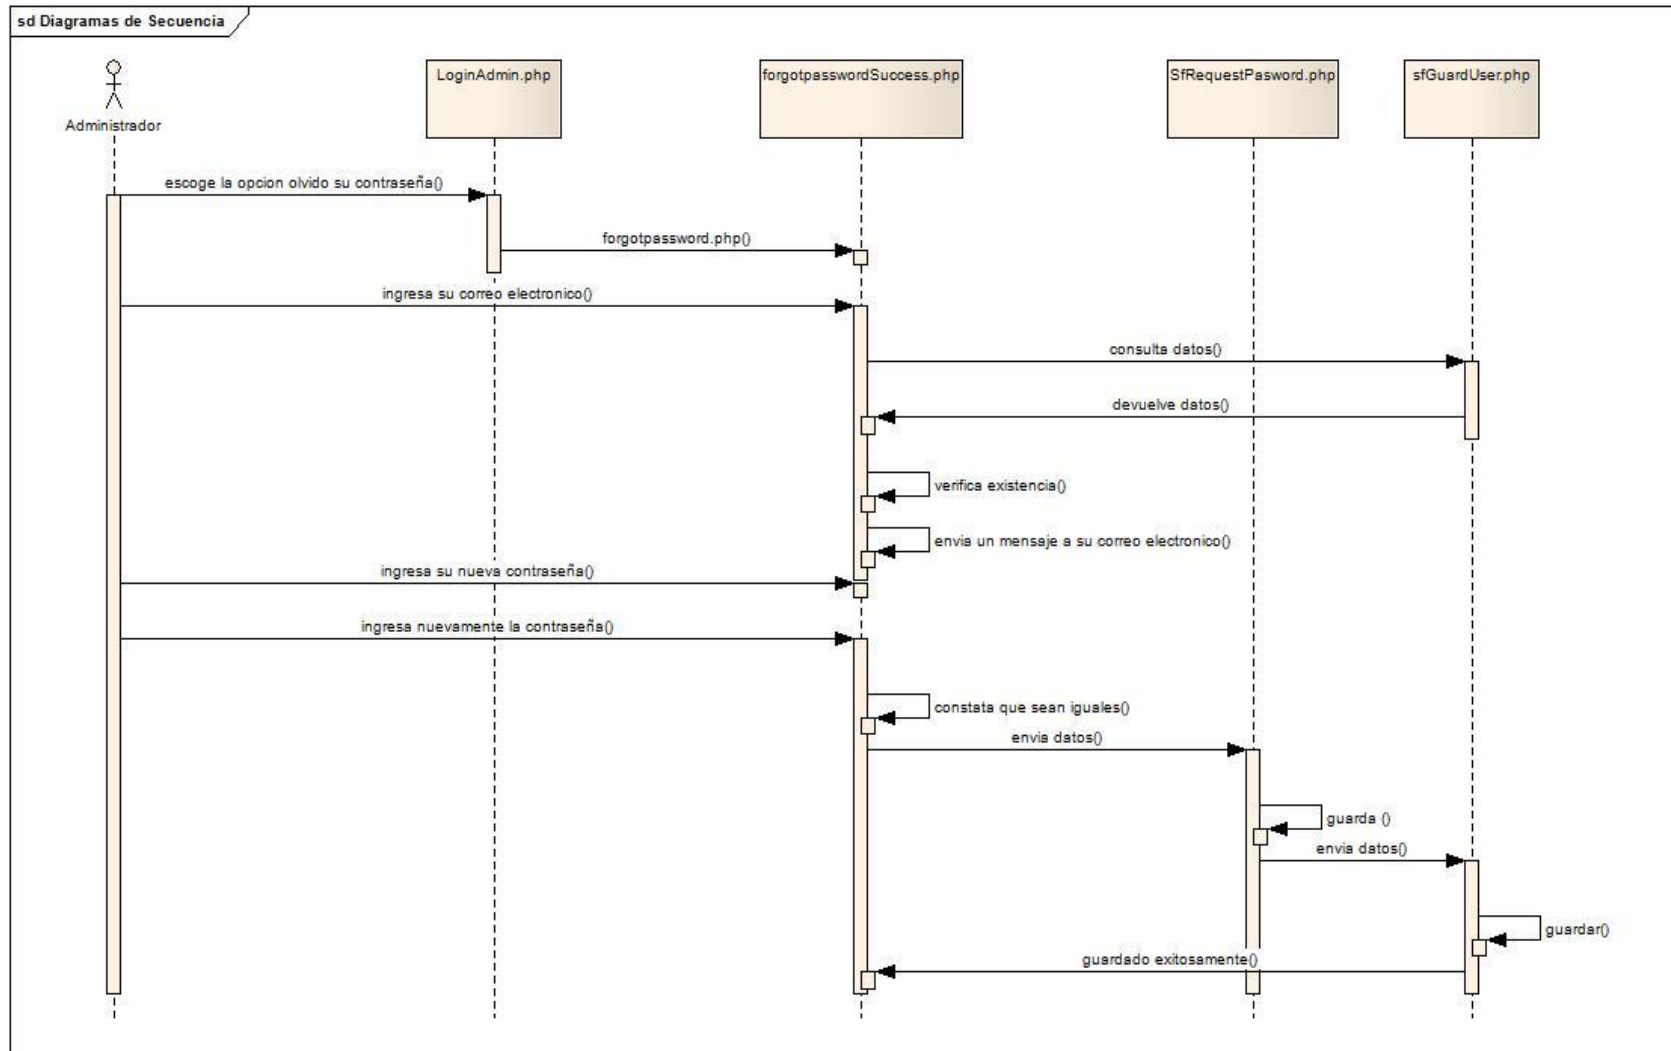 sd Diagramas de Secuencia
Administrador
LoginAdmin.php
forgotpasswordSuccess.php
SfRequestPasword.php
sfGuardUser.php
escoge la opcion olvido su contraseña()
forgotpassword.php()
ingresa su correo electronico()
consulta datos()
devuelve datos()
verifica existencia()
envia un mensaje a su correo electronico()
ingresa su nueva contraseña()
ingresa nuevamente la contraseña()
constata que sean iguales()
envia datos()
guarda ()
envia datos()
guardar()
guardado exitosamente()